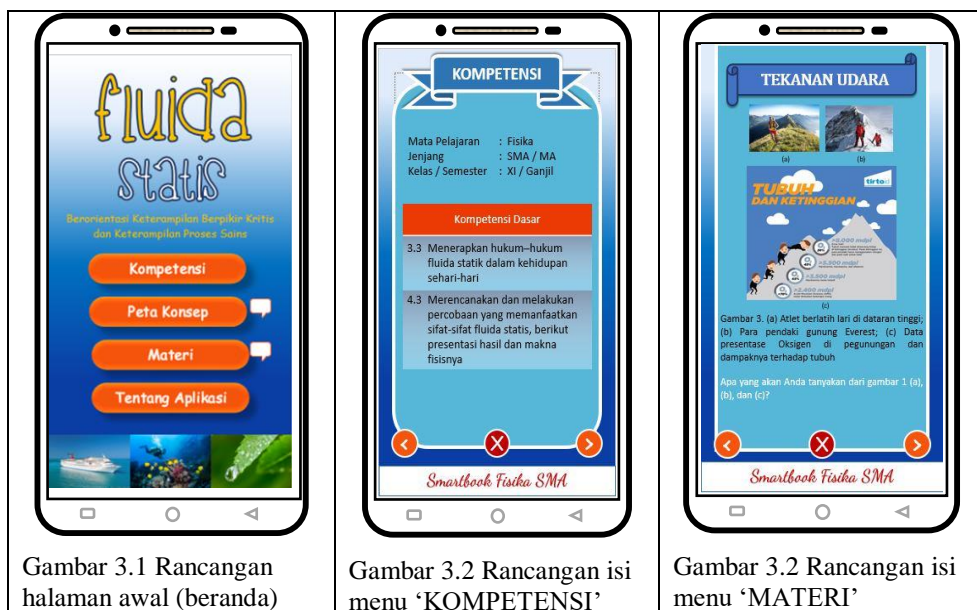 fluida
statis
Berorientasi Keterampilan Berpikir Kritis
dan Keterampilan Proses Sains
Kompetensi
Peta Konsep
Materi
Tentang Aplikasi
Gambar 3.1 Rancangan
halaman awal (beranda)
KOMPETENSI
Mata Pelajaran : Fisika
Jenjang : SMA / MA
Kelas / Semester : XI / Ganjil
Kompetensi Dasar
3.3 Menerapkan hukum–hukum
fluida statik dalam kehidupan
sehari-hari
4.3 Merencanakan dan melakukan
percobaan yang memanfaatkan
sifat-sifat fluida statis, berikut
presentasi hasil dan makna
fisisnya
X
Smartbook Fisika SMA
Gambar 3.2 Rancangan isi
menu ‘KOMPETENSI’
TEKANAN UDARA
(a) (b)
tirto.id
TUBUH
DAN KETINGGIAN
(c)
Gambar 3. (a) Atlet berlatih lari di dataran tinggi;
(b) Para pendaki gunung Everest; (c) Data
presentase Oksigen di pegunungan dan
dampaknya terhadap tubuh
Apa yang akan Anda tanyakan dari gambar 1 (a),
(b), dan (c)?
X
Smartbook Fisika SMA
Gambar 3.2 Rancangan isi
menu ‘MATERI’